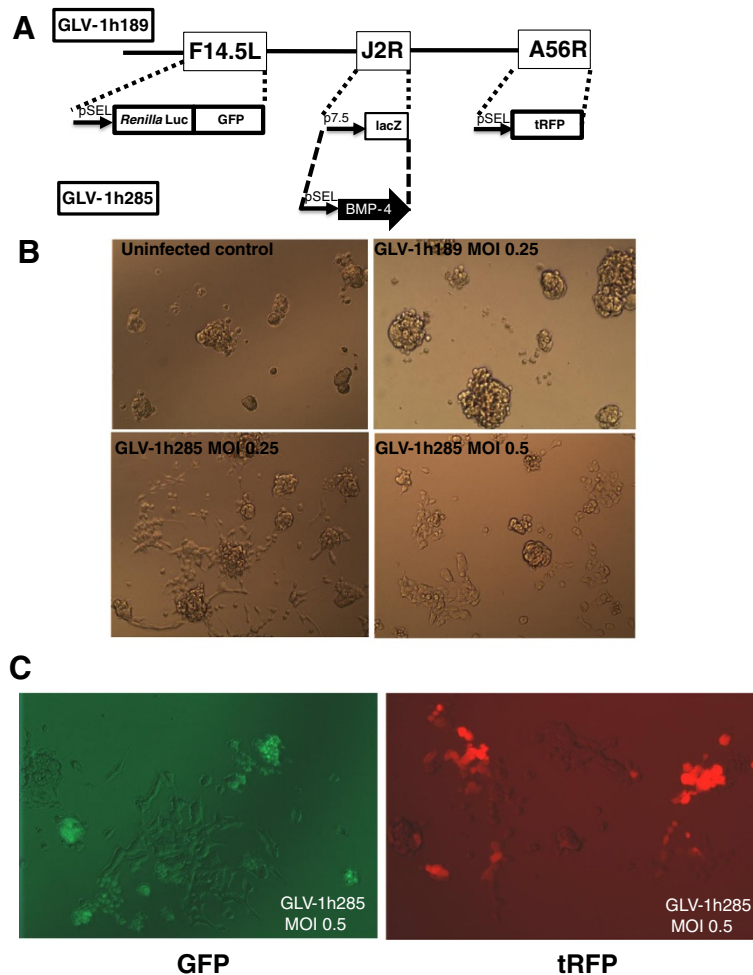 A
GLV-1h189
F14.5L
J2R
A56R
pSEL
Renilla Luc
GFP
p7.5
lacZ
pSEL
tRFP
GLV-1h285
pSEL
BMP-4
B
Uninfected control
GLV-1h189 MOI 0.25
GLV-1h285 MOI 0.25
GLV-1h285 MOI 0.5
C
GLV-1h285
MOI 0.5
GLV-1h285
MOI 0.5
GFP
tRFP